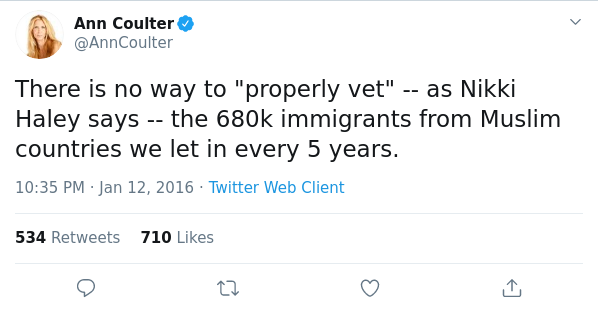 Ann Coulter
@AnnCoulter
There is no way to "properly vet" -- as Nikki
Haley says -- the 680k immigrants from Muslim
countries we let in every 5 years.
10:35 PM · Jan 12, 2016 · Twitter Web Client
534 Retweets 710 Likes